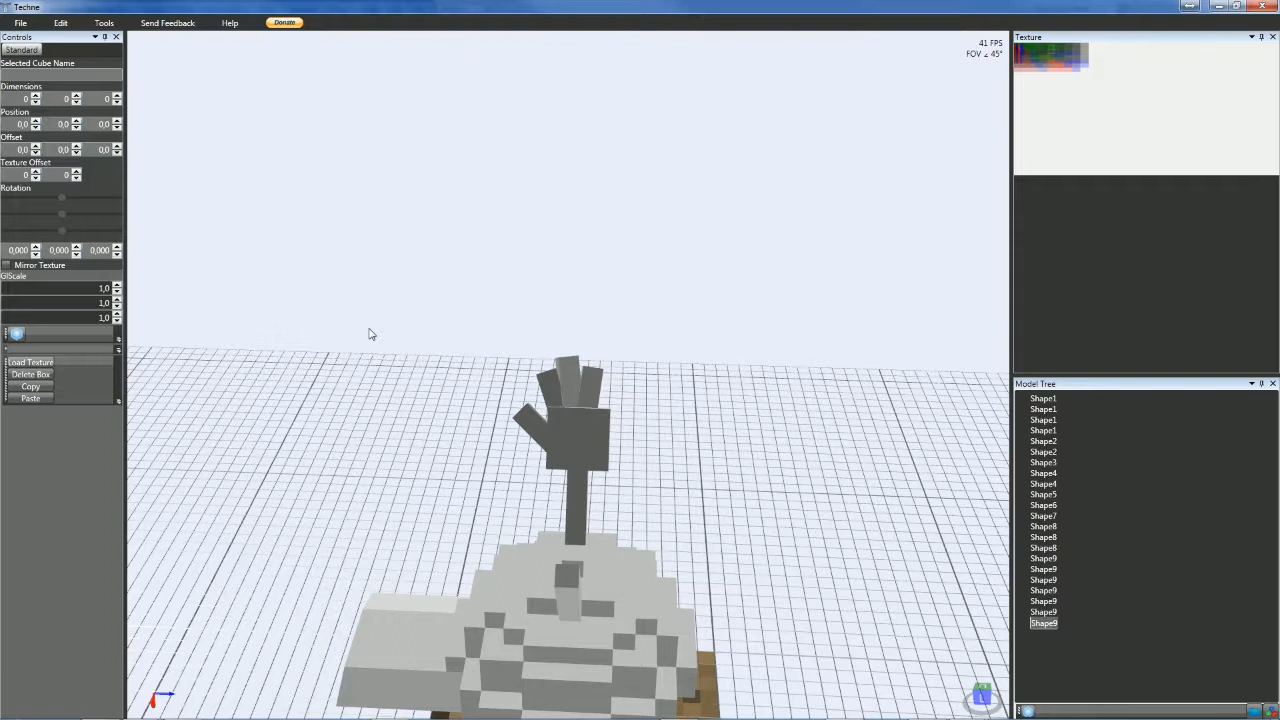 Techne
File Edit Tools Send Feedback Help Donate
Controls
Standard
Selected Cube Name
Dimensions
0 0 0
Position
0,0 0,0 0,0
Offset
0,0 0,0 0,0
Texture Offset
0 0
Rotation
0,000 0,000 0,000
Mirror Texture
GlScale
1,0
1,0
1,0
Load Texture
Delete Box
Copy
Paste
41 FPS
FOV ∠ 45°
Texture
Model Tree
Shape1
Shape1
Shape1
Shape1
Shape2
Shape2
Shape3
Shape4
Shape4
Shape5
Shape6
Shape7
Shape8
Shape8
Shape8
Shape9
Shape9
Shape9
Shape9
Shape9
Shape9
Shape9